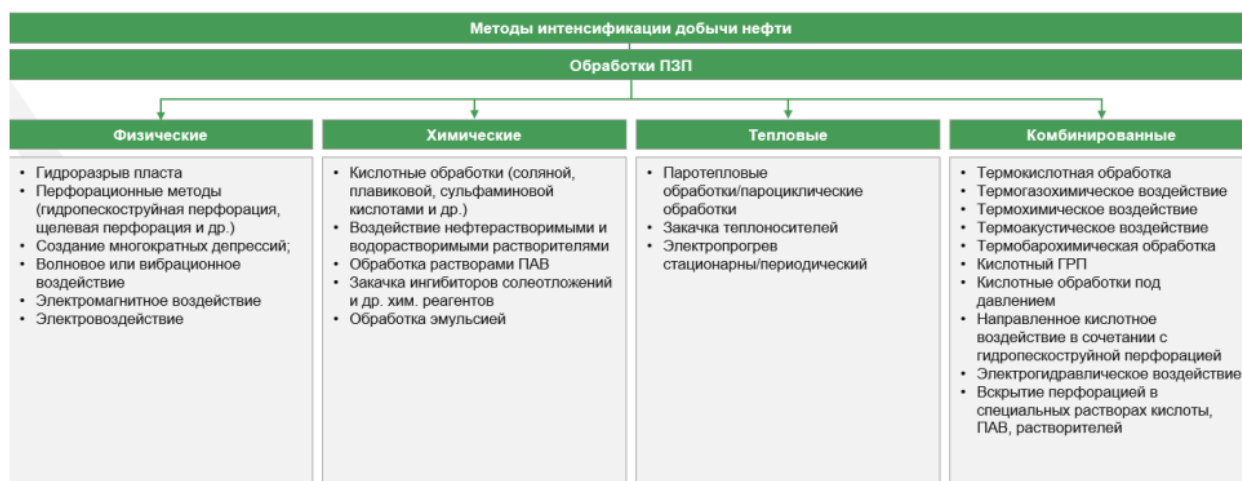 Методы интенсификации добычи нефти
Обработки ПЗП
Физические
• Гидроразрыв пласта
• Перфорационные методы
(гидропескоструйная перфорация,
щелевая перфорация и др.)
• Создание многократных депрессий;
• Волновое или вибрационное
воздействие
• Электромагнитное воздействие
• Электровоздействие
Химические
• Кислотные обработки (соляной,
плавиковой, сульфаминовой
кислотами и др.)
• Воздействие нефтерастворимыми и
водорастворимыми растворителями
• Обработка растворами ПАВ
• Закачка ингибиторов солеотложений
и др. хим. реагентов
• Обработка эмульсией
Тепловые
• Паротепловые
обработки/пароциклические
обработки
• Закачка теплоносителей
• Электропрогрев
стационарны/периодический
Комбинированные
• Термокислотная обработка
• Термогазохимическое воздействие
• Термохимическое воздействие
• Термоакустическое воздействие
• Термобарохимическая обработка
• Кислотный ГРП
• Кислотные обработки под
давлением
• Направленное кислотное
воздействие в сочетании с
гидропескоструйной перфорацией
• Электрогидравлическое воздействие
• Вскрытие перфорацией в
специальных растворах кислоты,
ПАВ, растворителей